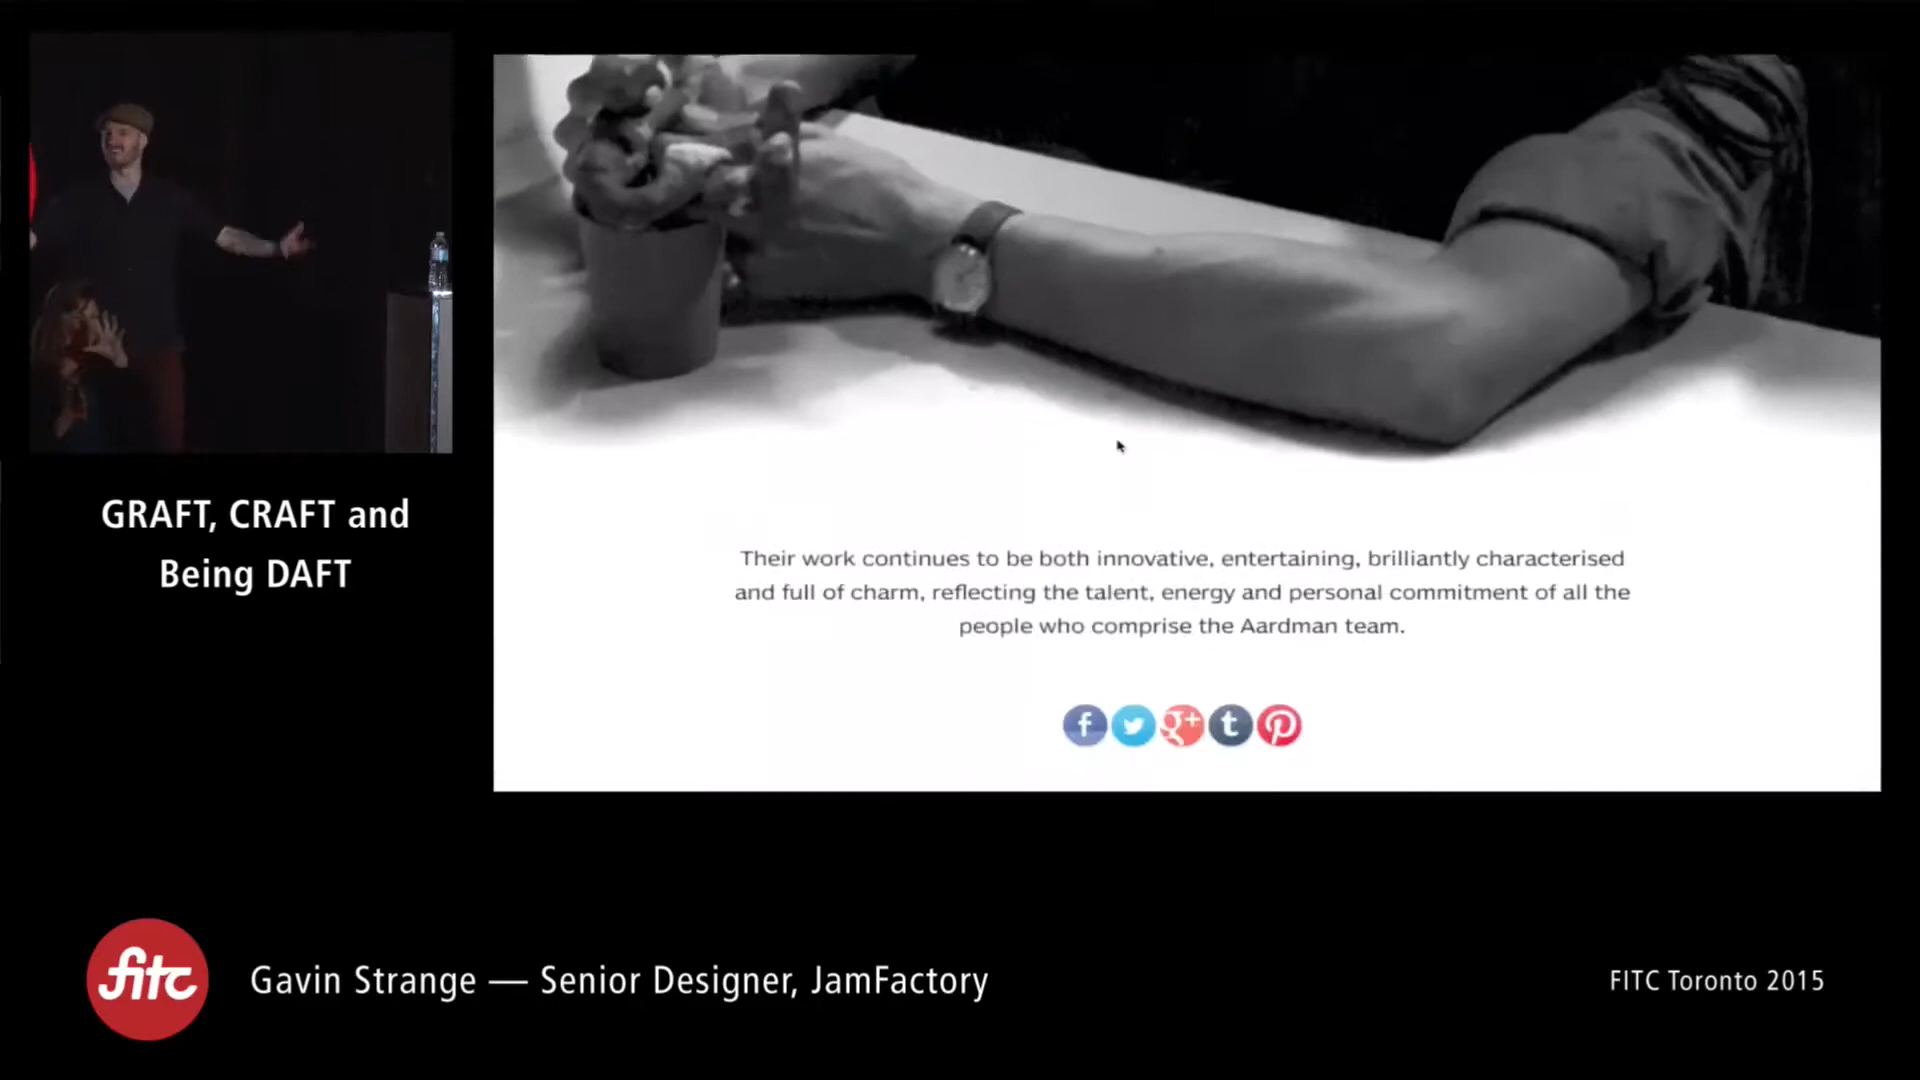 GRAFT, CRAFT and
Being DAFT
Their work continues to be both innovative, entertaining, brilliantly characterised
and full of charm, reflecting the talent, energy and personal commitment of all the
people who comprise the Aardman team.
f g+ t p
fitc
Gavin Strange — Senior Designer, JamFactory
FITC Toronto 2015